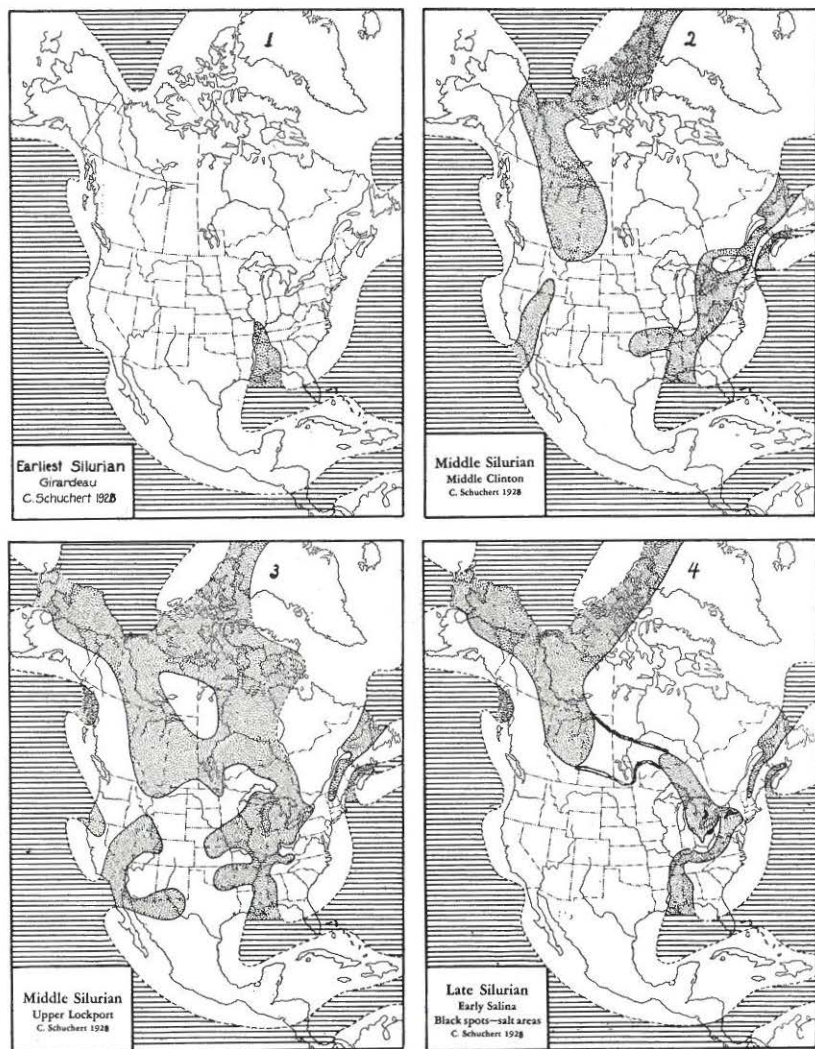 1
Earliest Silurian
Girardeau
C. Schuchert 1928
2
Middle Silurian
Middle Clinton
C. Schuchert 1928
3
Middle Silurian
Upper Lockport
C. Schuchert 1928
4
Late Silurian
Early Salina
Black spots—salt areas
C. Schuchert 1928